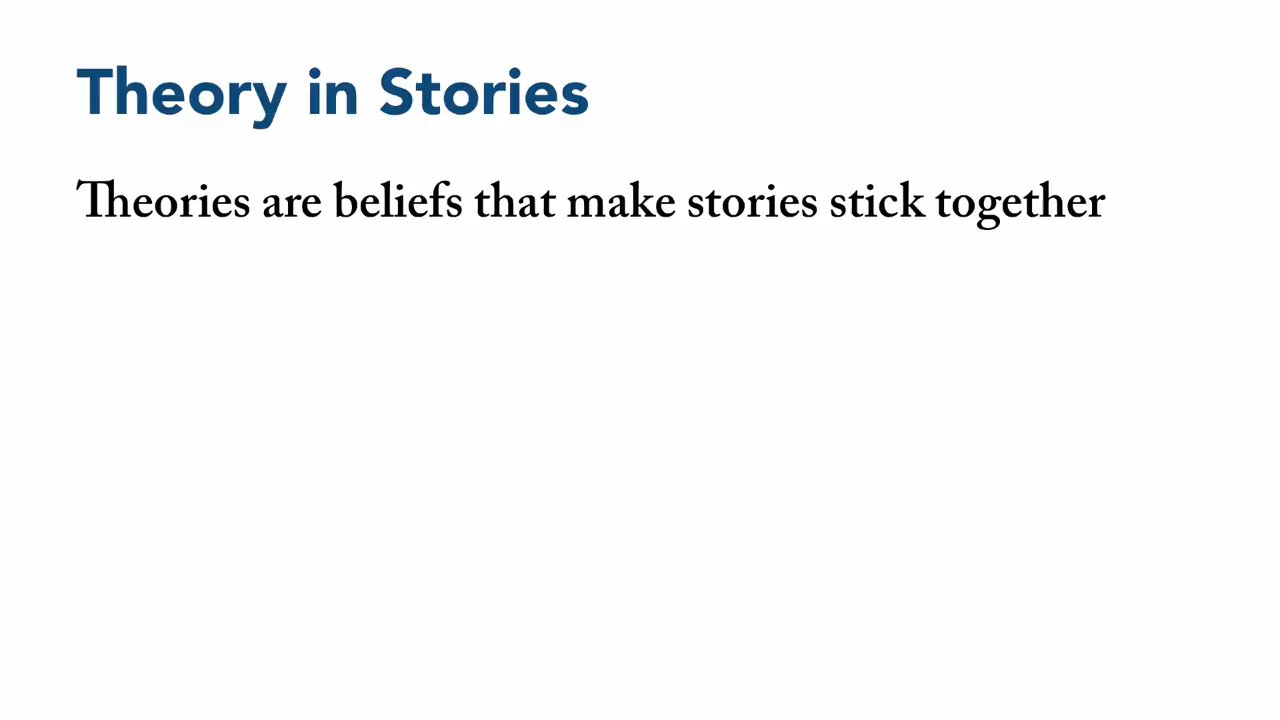 Theory in Stories
Theories are beliefs that make stories stick together